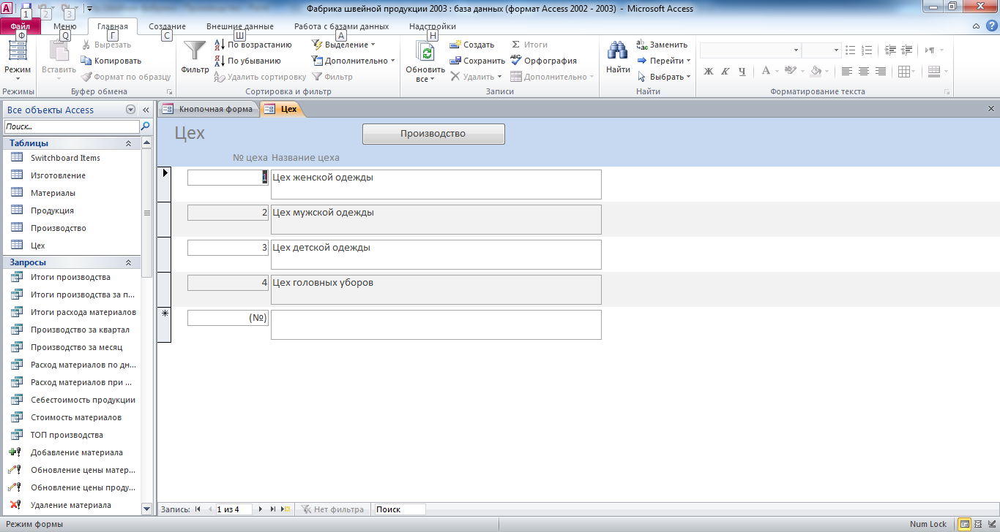 Фабрика швейной продукции 2003 : база данных (формат Access 2002 - 2003) - Microsoft Access
1 2 3
Файл Меню Главная Создание Внешние данные Работа с базами данных Надстройки
Ф Q Г С Ш А Н
Режим
Режимы
Вставить
Вырезать
Копировать
Формат по образцу
Буфер обмена
Фильтр
По возрастанию
По убыванию
Удалить сортировку
Выделение
Дополнительно
Фильтр
Сортировка и фильтр
Обновить
все
Создать
Сохранить
Удалить
Итоги
Орфография
Дополнительно
Записи
Найти
Заменить
Перейти
Выбрать
Найти
Ж К Ч А
Форматирование текста
Все объекты Access
Поиск...
Таблицы
Switchboard Items
Изготовление
Материалы
Продукция
Производство
Цех
Запросы
Итоги производства
Итоги производства за п...
Итоги расхода материалов
Производство за квартал
Производство за месяц
Расход материалов по дн...
Расход материалов при ...
Себестоимость продукции
Стоимость материалов
ТОП производства
Добавление материала
Обновление цены матер...
Обновление цены проду...
Удаление материала
Кнопочная форма Цех
Цех Производство
№ цеха Название цеха
1 Цех женской одежды
2 Цех мужской одежды
3 Цех детской одежды
4 Цех головных уборов
(№)
Запись: 1 из 4 Нет фильтра Поиск
Режим формы Num Lock